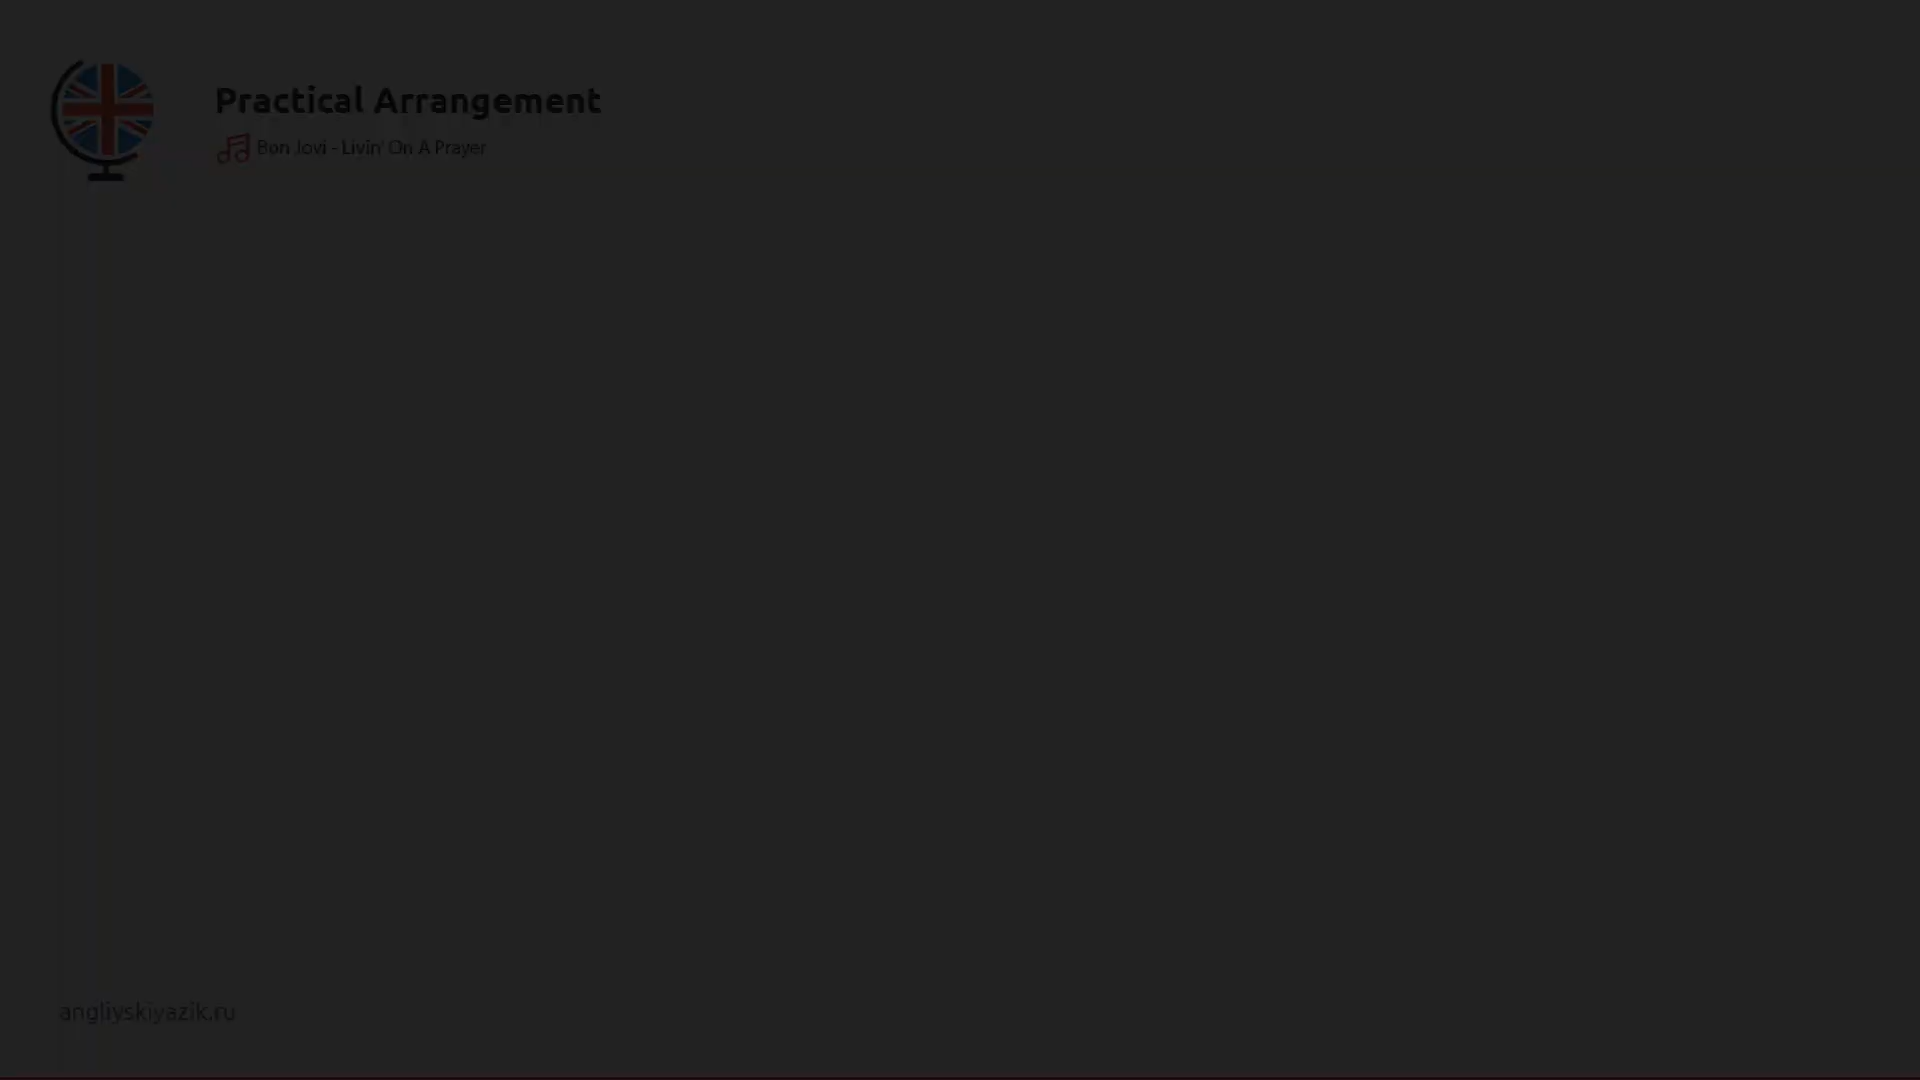 Practical Arrangement
Bon Jovi - Livin' On A Prayer
angliyskiyazik.ru